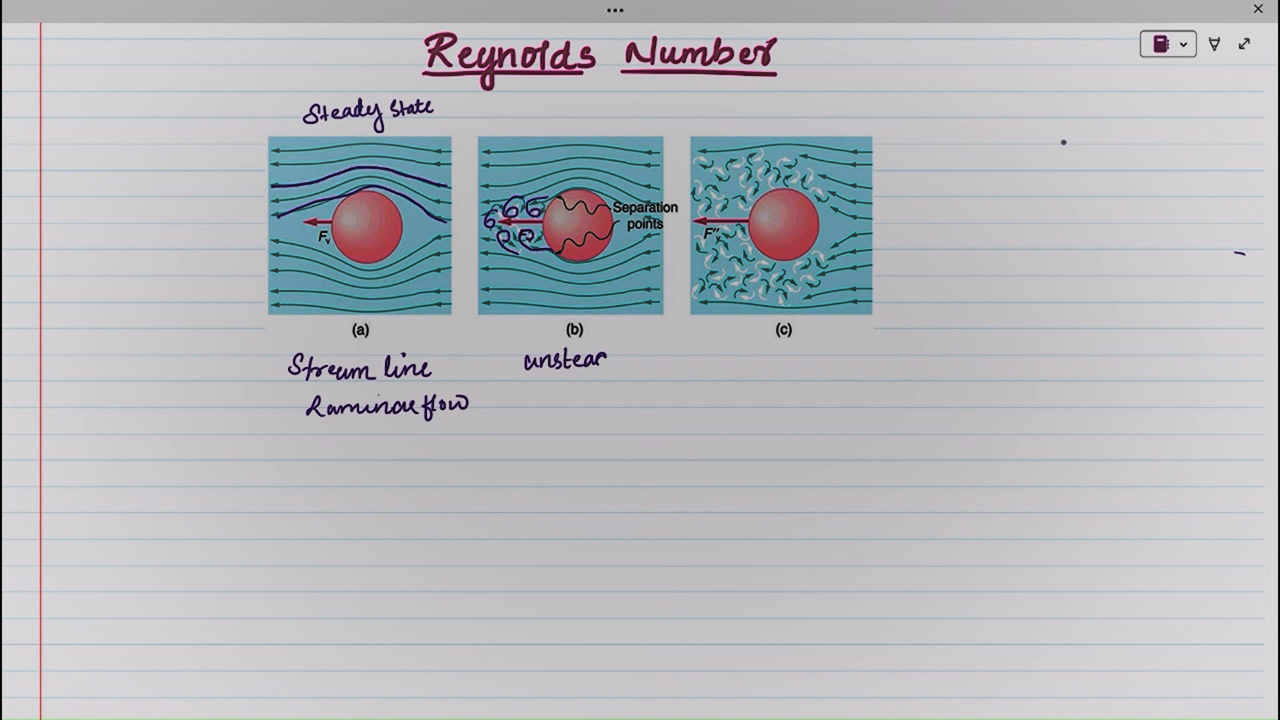 Reynolds Number
Steady State
Separation
points
Fv
F″v
(a)
(b)
(c)
Stream line
unstear
Laminar flow